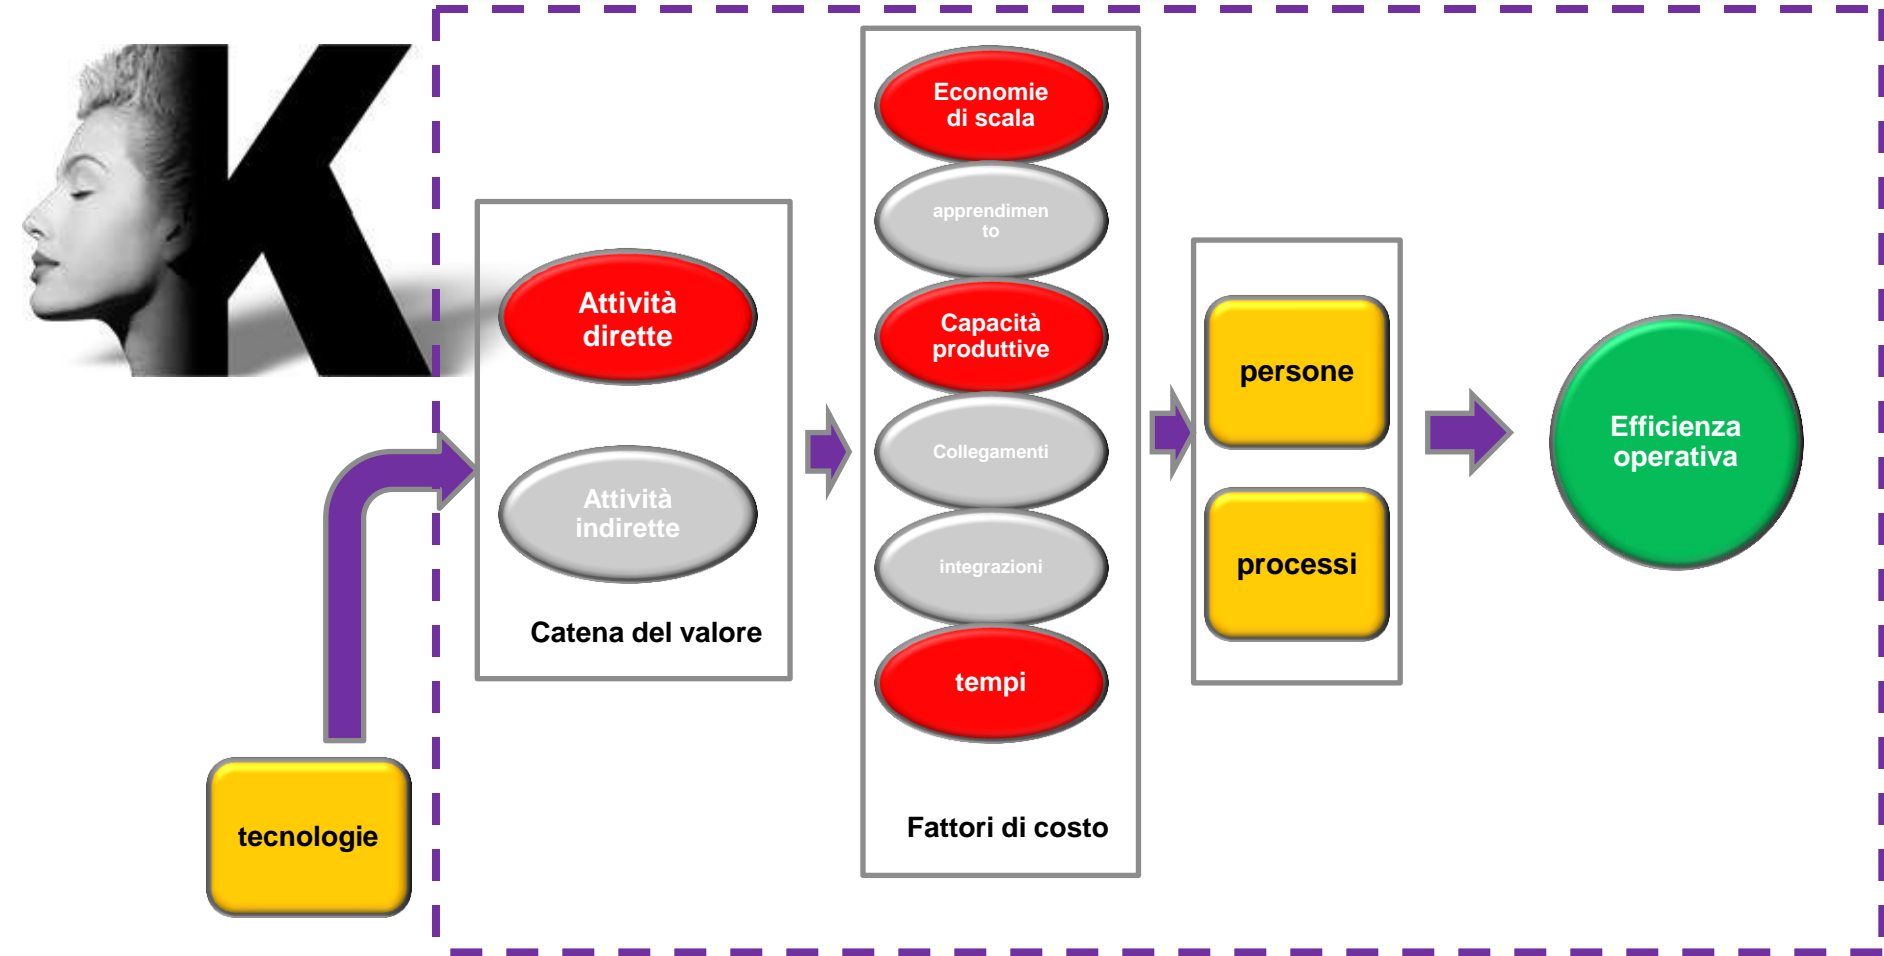 K
Economie
di scala
apprendimen
to
Capacità
produttive
Collegamenti
integrazioni
tempi
Fattori di costo
Attività
dirette
Attività
indirette
Catena del valore
persone
processi
Efficienza
operativa
tecnologie